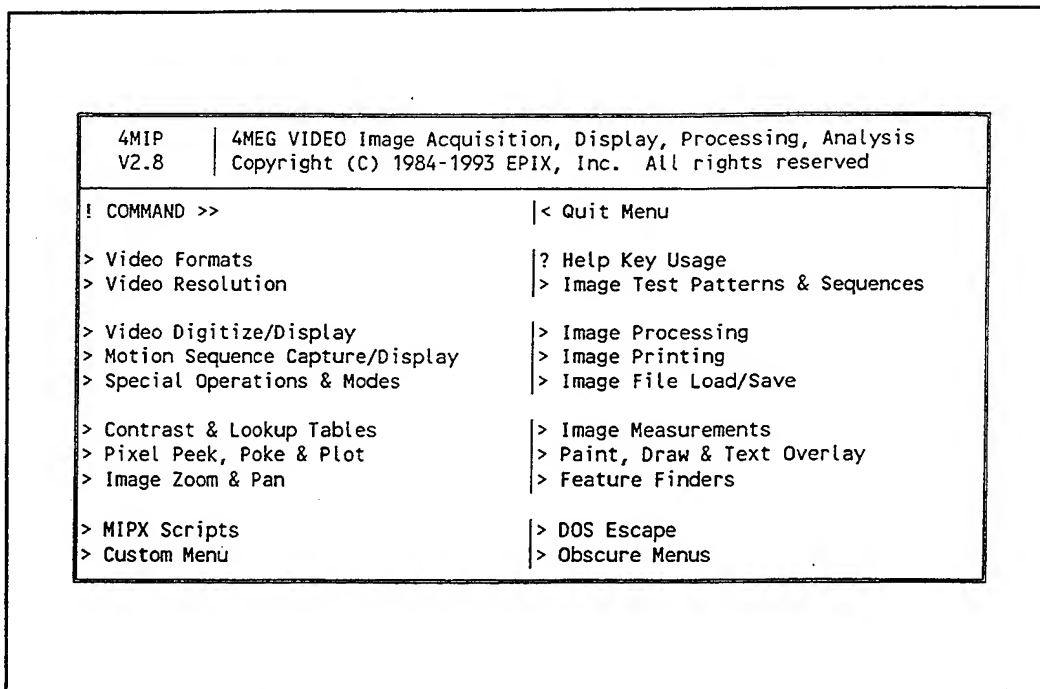 4MIP | 4MEG VIDEO Image Acquisition, Display, Processing, Analysis
V2.8 | Copyright (C) 1984-1993 EPIX, Inc. All rights reserved
! COMMAND >> |< Quit Menu
> Video Formats |? Help Key Usage
> Video Resolution |> Image Test Patterns & Sequences
> Video Digitize/Display |> Image Processing
> Motion Sequence Capture/Display |> Image Printing
> Special Operations & Modes |> Image File Load/Save
> Contrast & Lookup Tables |> Image Measurements
> Pixel Peek, Poke & Plot |> Paint, Draw & Text Overlay
> Image Zoom & Pan |> Feature Finders
> MIPX Scripts |> DOS Escape
> Custom Menu |> Obscure Menus